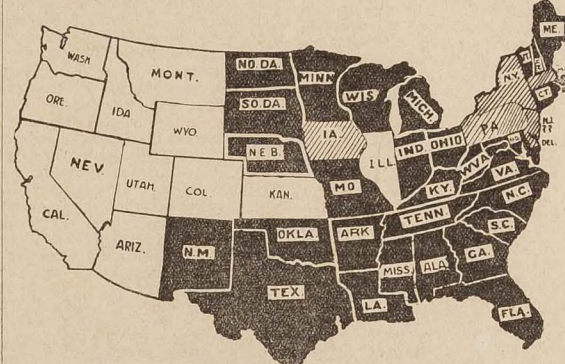 WASH.
MONT.
NO. DA.
MINN
ME.
ORE.
IDA
SO. DA
WIS
MICH.
N.Y.
VT.
CT.
WYO.
NEB.
IA.
ILL
IND.
OHIO
PA
N.J.
??
DEL.
NEV.
UTAH.
COL.
KAN.
MO
KY.
W.VA
VA.
CAL.
ARIZ.
N.M.
OKLA.
ARK
TENN.
N.C.
S.C.
TEX.
LA.
MISS.
ALA.
GA.
FLA.